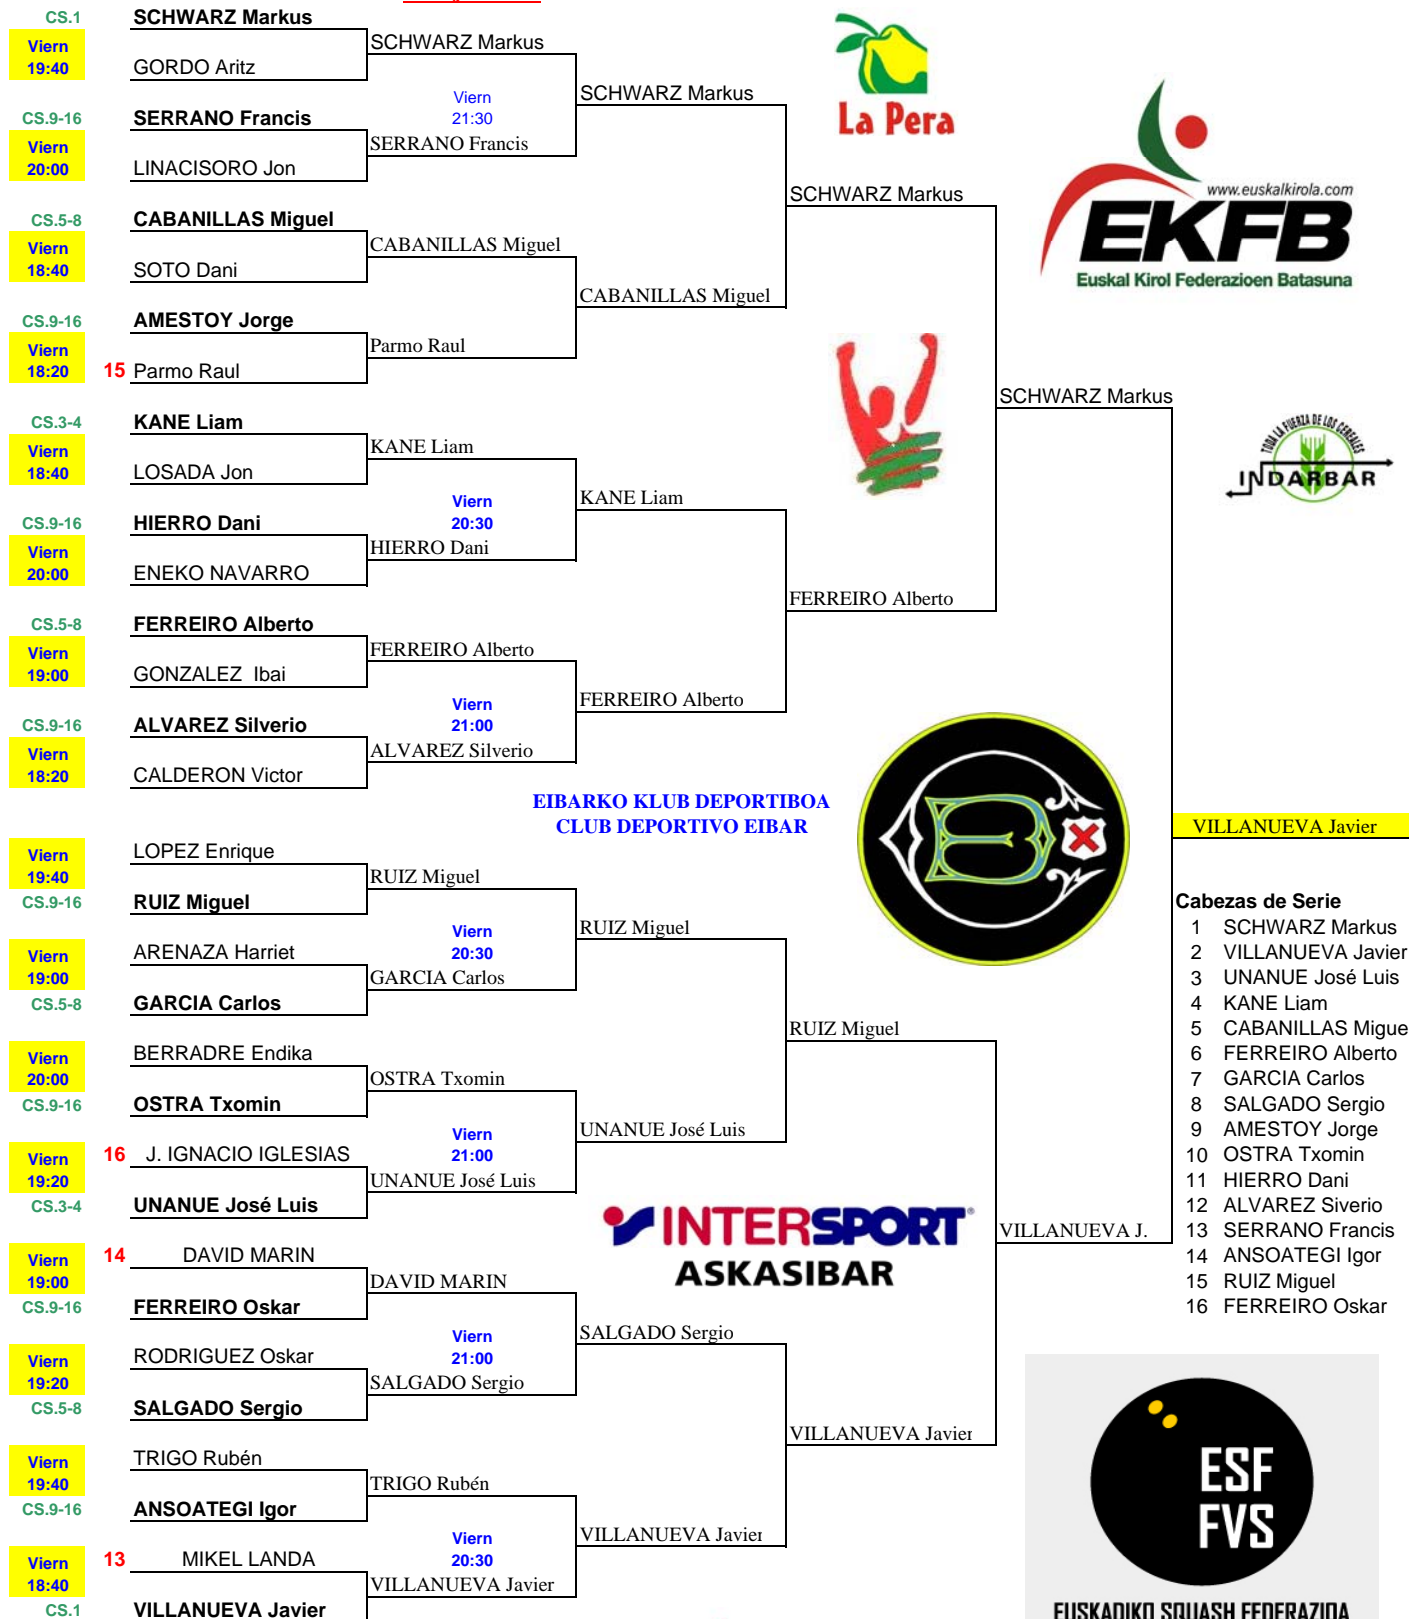 CS.1
SCHWARZ Markus
Viern
19:40
GORDO Aritz
SCHWARZ Markus
CS.9-16
SERRANO Francis
Viern
20:00
LINACISORO Jon
SERRANO Francis
Viern
21:30
SCHWARZ Markus
CS.5-8
CABANILLAS Miguel
Viern
18:40
SOTO Dani
CABANILLAS Miguel
CS.9-16
AMESTOY Jorge
Viern
18:20
15 Parmo Raul
Parmo Raul
CABANILLAS Miguel
SCHWARZ Markus
CS.3-4
KANE Liam
Viern
18:40
LOSADA Jon
KANE Liam
CS.9-16
HIERRO Dani
Viern
20:00
ENEKO NAVARRO
HIERRO Dani
Viern
20:30
KANE Liam
CS.5-8
FERREIRO Alberto
Viern
19:00
GONZALEZ Ibai
FERREIRO Alberto
CS.9-16
ALVAREZ Silverio
Viern
18:20
CALDERON Victor
ALVAREZ Silverio
Viern
21:00
FERREIRO Alberto
FERREIRO Alberto
SCHWARZ Markus
La Pera
www.euskalkirola.com
EKFB
Euskal Kirol Federazioen Batasuna
TODA LA FUERZA DE LOS CEREALES
INDARBAR
EIBARKO KLUB DEPORTIBOA
CLUB DEPORTIVO EIBAR
VILLANUEVA Javier
Viern
19:40
CS.9-16
LOPEZ Enrique
RUIZ Miguel
RUIZ Miguel
Viern
19:00
CS.5-8
ARENAZA Harriet
GARCIA Carlos
GARCIA Carlos
Viern
20:30
RUIZ Miguel
Viern
20:00
CS.9-16
BERRADRE Endika
OSTRA Txomin
OSTRA Txomin
Viern
19:20
CS.3-4
16 J. IGNACIO IGLESIAS
UNANUE José Luis
UNANUE José Luis
Viern
21:00
UNANUE José Luis
RUIZ Miguel
Viern
19:00
CS.9-16
14 DAVID MARIN
FERREIRO Oskar
DAVID MARIN
Viern
19:20
CS.5-8
RODRIGUEZ Oskar
SALGADO Sergio
SALGADO Sergio
Viern
21:00
SALGADO Sergio
Viern
19:40
CS.9-16
TRIGO Rubén
ANSOATEGI Igor
TRIGO Rubén
Viern
18:40
CS.1
13 MIKEL LANDA
VILLANUEVA Javier
VILLANUEVA Javier
Viern
20:30
VILLANUEVA Javier
VILLANUEVA Javier
VILLANUEVA J.
INTERSPORT
ASKASIBAR
Cabezas de Serie
1 SCHWARZ Markus
2 VILLANUEVA Javier
3 UNANUE José Luis
4 KANE Liam
5 CABANILLAS Migue
6 FERREIRO Alberto
7 GARCIA Carlos
8 SALGADO Sergio
9 AMESTOY Jorge
10 OSTRA Txomin
11 HIERRO Dani
12 ALVAREZ Siverio
13 SERRANO Francis
14 ANSOATEGI Igor
15 RUIZ Miguel
16 FERREIRO Oskar
ESF
FVS
EUSKADIKO SQUASH FEDERAZIOA